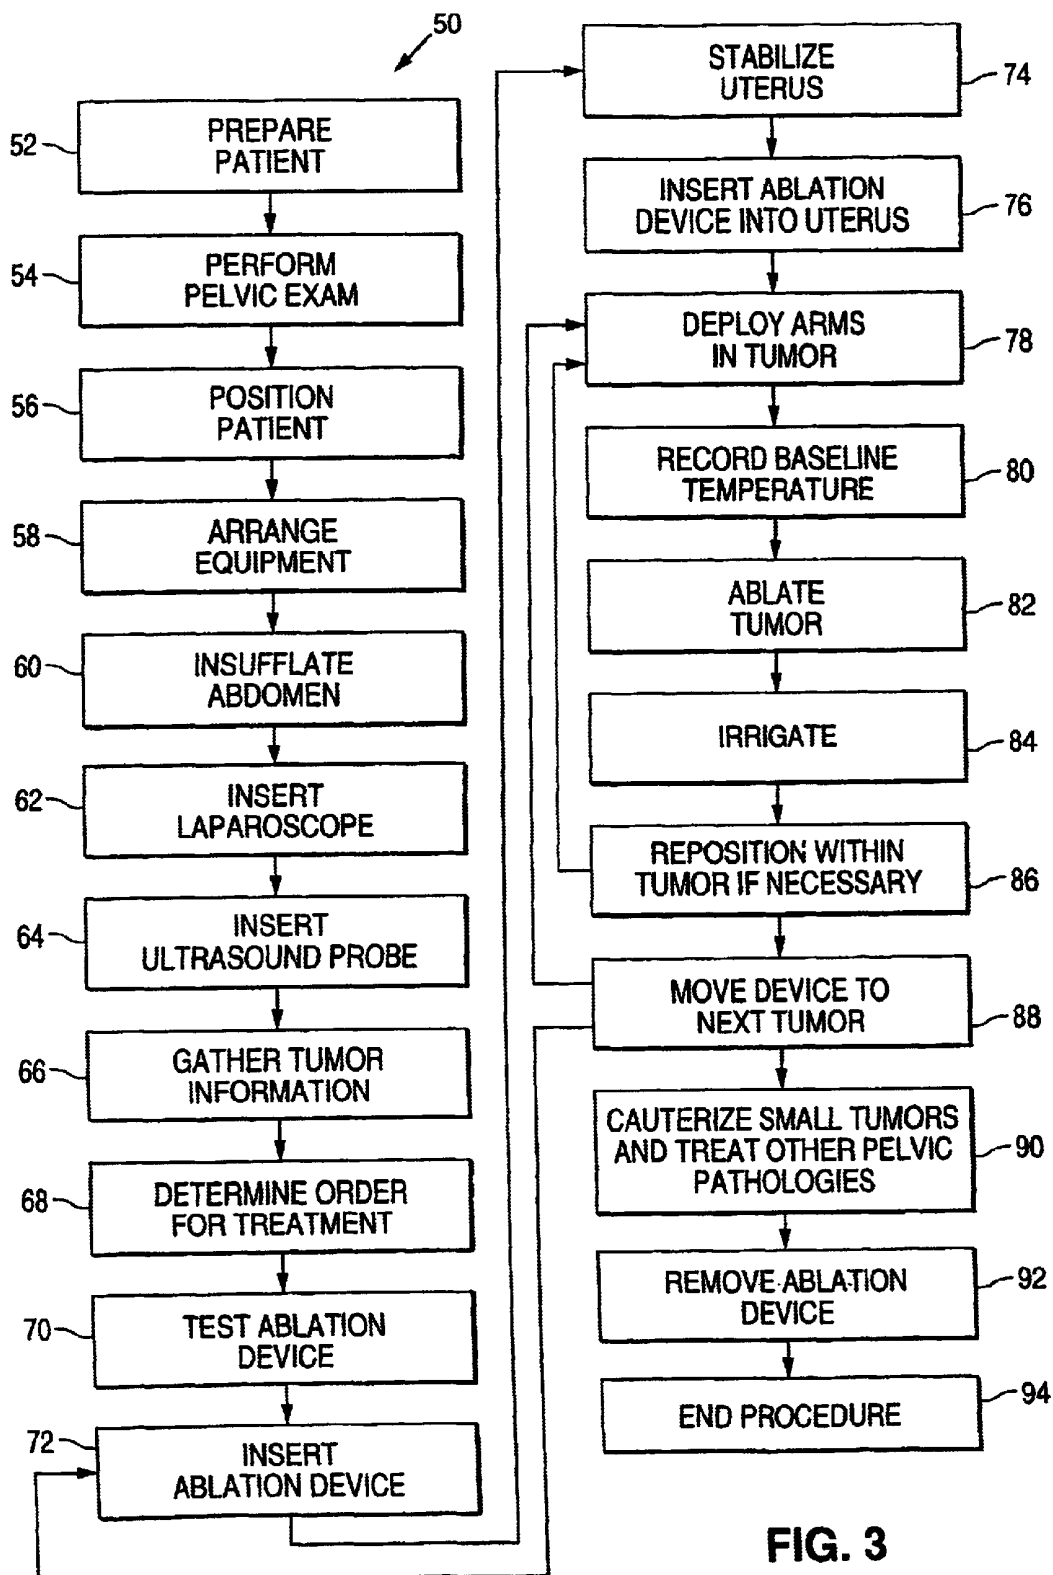 50
52
PREPARE
PATIENT
54
PERFORM
PELVIC EXAM
56
POSITION
PATIENT
58
ARRANGE
EQUIPMENT
60
INSUFFLATE
ABDOMEN
62
INSERT
LAPAROSCOPE
64
INSERT
ULTRASOUND PROBE
66
GATHER TUMOR
INFORMATION
68
DETERMINE ORDER
FOR TREATMENT
70
TEST ABLATION
DEVICE
72
INSERT
ABLATION DEVICE
STABILIZE
UTERUS
74
INSERT ABLATION
DEVICE INTO UTERUS
76
DEPLOY ARMS
IN TUMOR
78
RECORD BASELINE
TEMPERATURE
80
ABLATE
TUMOR
82
IRRIGATE
84
REPOSITION WITHIN
TUMOR IF NECESSARY
86
MOVE DEVICE TO
NEXT TUMOR
88
CAUTERIZE SMALL TUMORS
AND TREAT OTHER PELVIC
PATHOLOGIES
90
REMOVE ABLATION
DEVICE
92
END PROCEDURE
94
FIG. 3